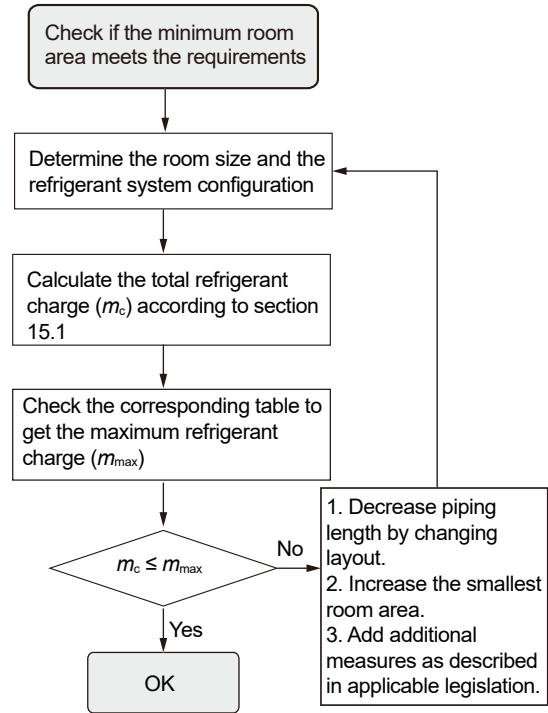 Check if the minimum room
area meets the requirements
Determine the room size and the
refrigerant system configuration
Calculate the total refrigerant
charge (mc) according to section
15.1
Check the corresponding table to
get the maximum refrigerant
charge (mmax)
mc ≤ mmax
No
Yes
OK
1. Decrease piping
length by changing
layout.
2. Increase the smallest
room area.
3. Add additional
measures as described
in applicable legislation.